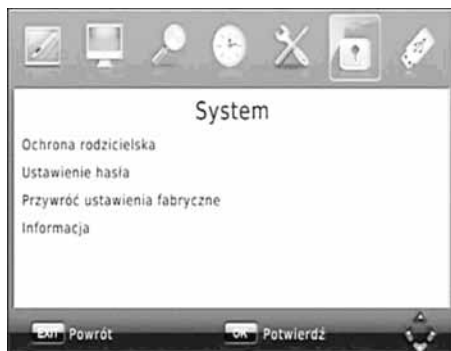 System
Ochrona rodzicielska
Ustawienie hasła
Przywróć ustawienia fabryczne
Informacja
EXIT Powrót OK Potwierdź